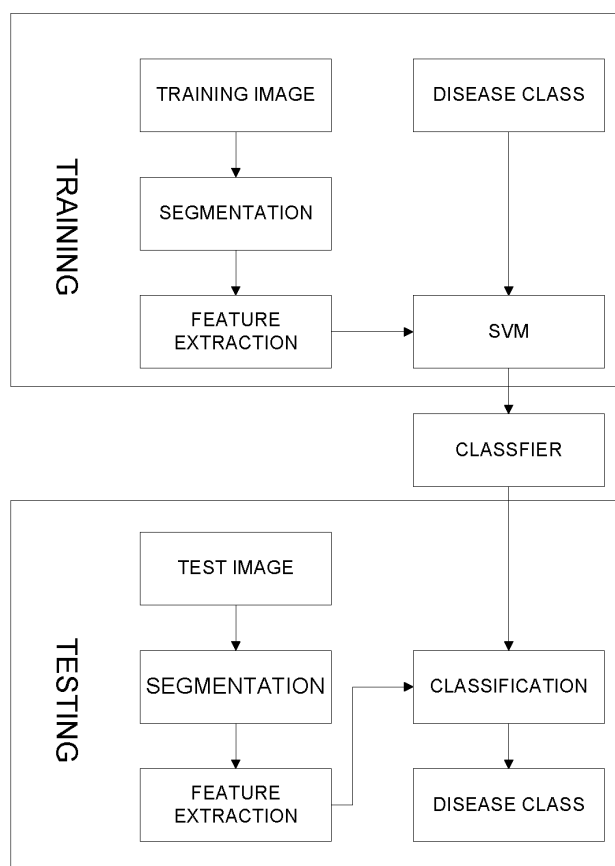 TRAINING
TRAINING IMAGE
DISEASE CLASS
SEGMENTATION
FEATURE
EXTRACTION
SVM
CLASSFIER
TESTING
TEST IMAGE
SEGMENTATION
CLASSIFICATION
FEATURE
EXTRACTION
DISEASE CLASS